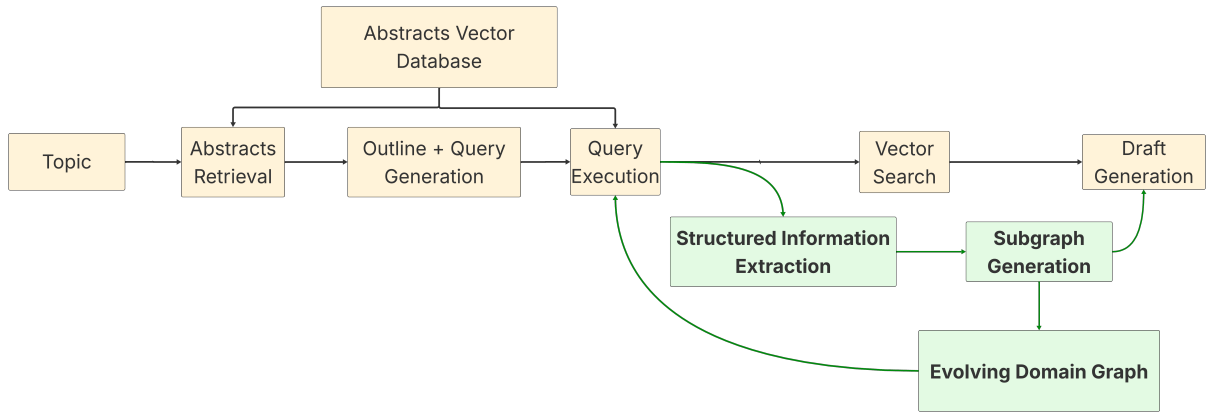 Abstracts Vector
Database
Topic
Abstracts
Retrieval
Outline + Query
Generation
Query
Execution
Vector
Search
Draft
Generation
Structured Information
Extraction
Subgraph
Generation
Evolving Domain Graph